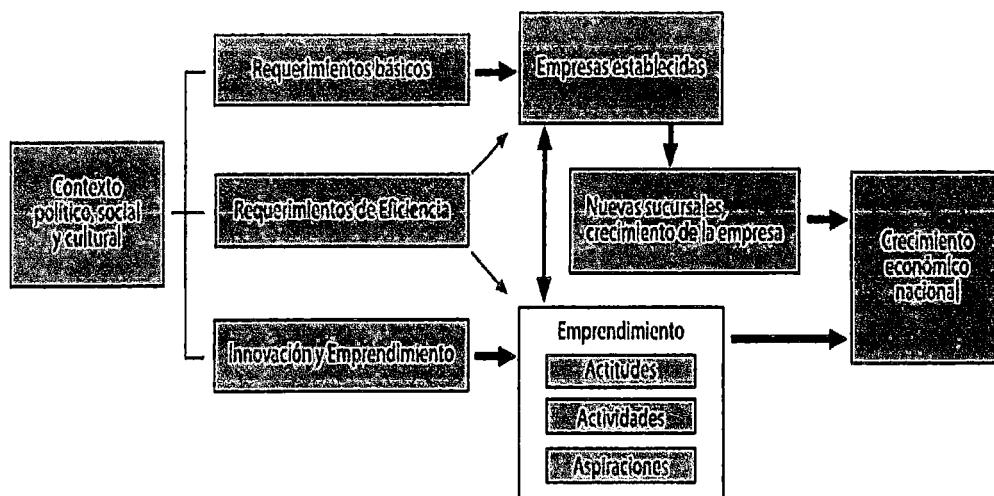 Contexto
político, social
y cultural
Requerimientos básicos
Requerimientos de Eficiencia
Innovación y Emprendimiento
Empresas establecidas
Nuevas sucursales,
crecimiento de la empresa
Emprendimiento
Actitudes
Actividades
Aspiraciones
Crecimiento
económico
nacional